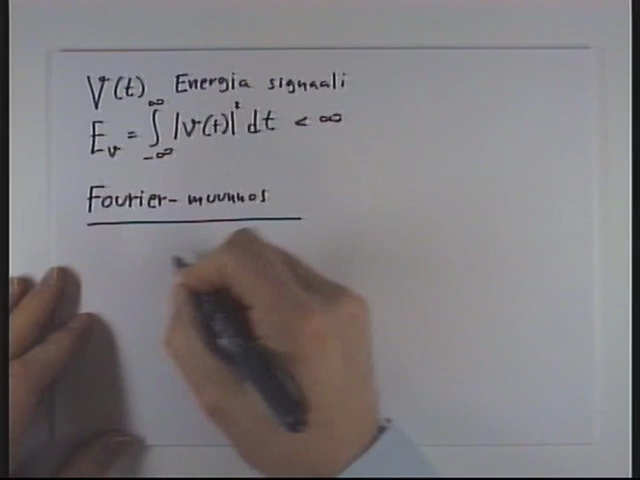 V(t) Energia signaali
E_v = ∫_{-∞}^{∞} |v(t)|² dt < ∞
Fourier-muunnos